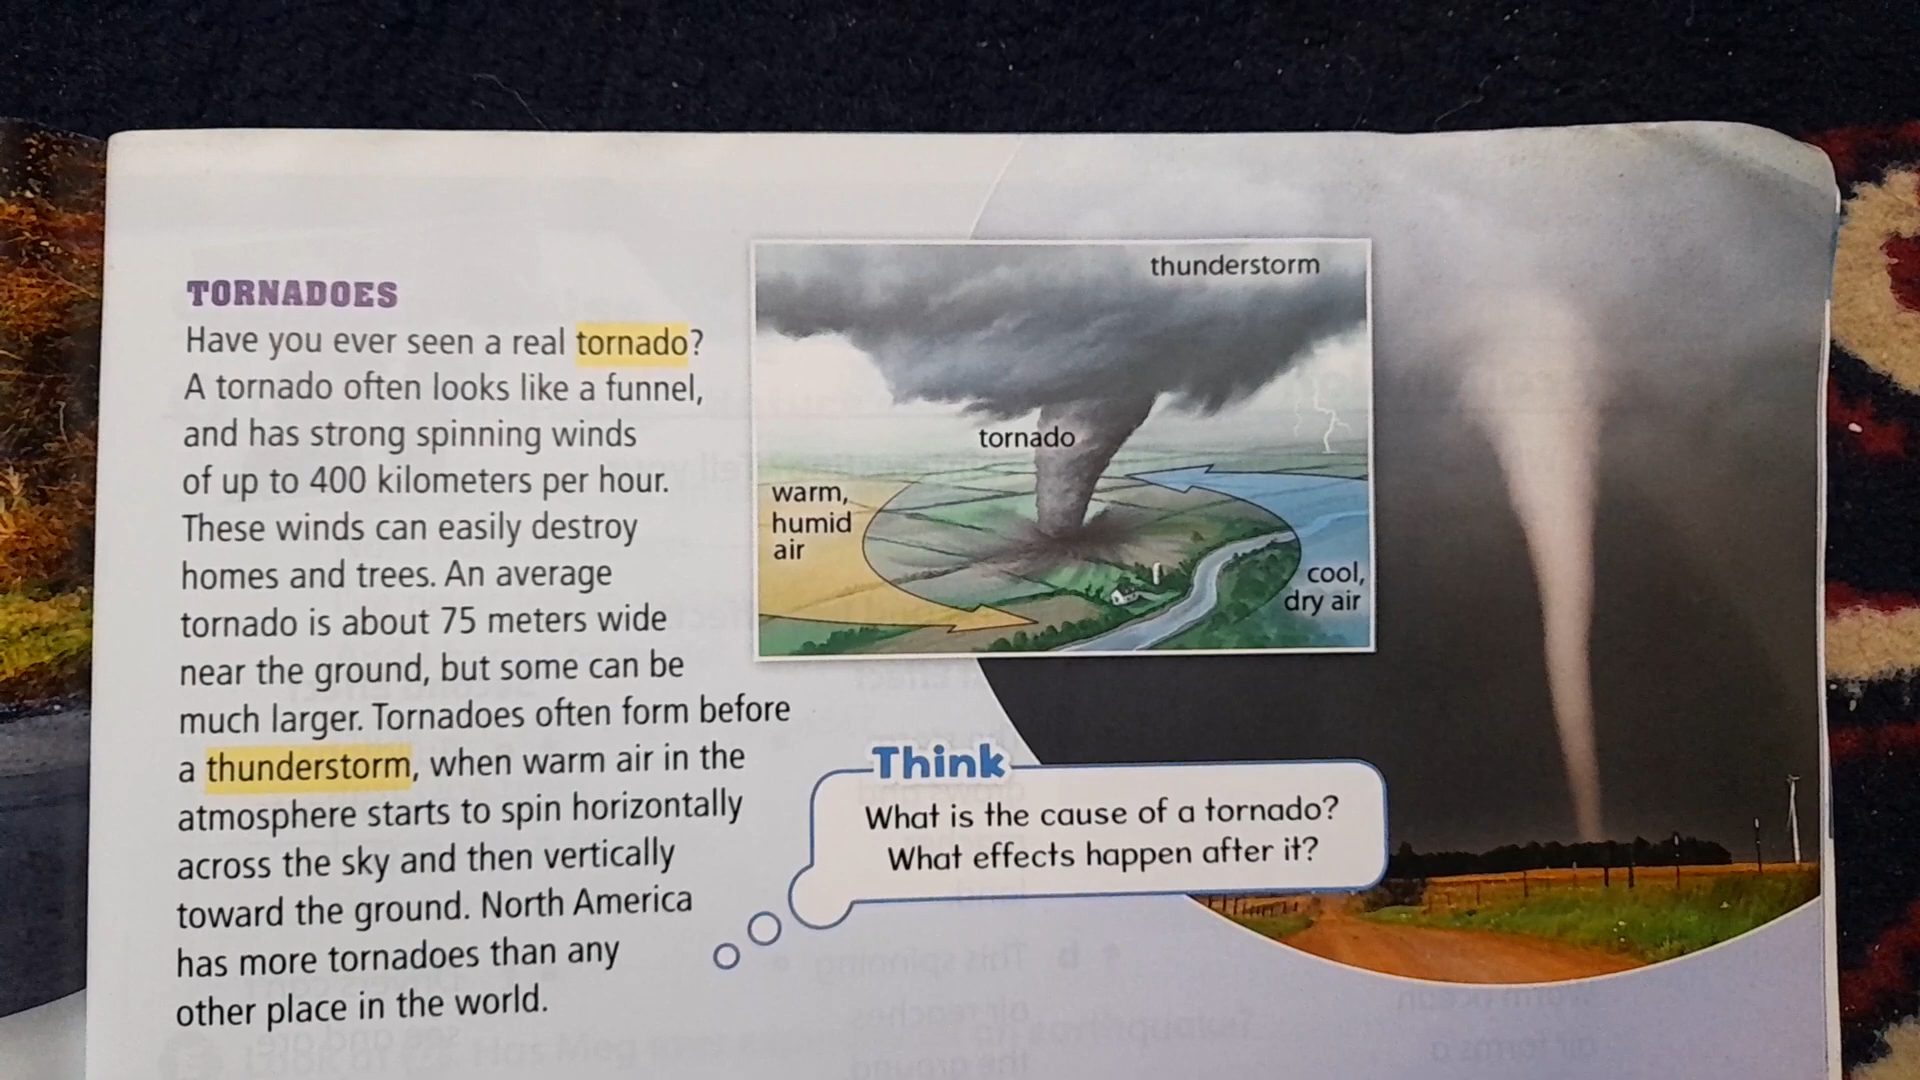 TORNADOES
Have you ever seen a real tornado?
A tornado often looks like a funnel,
and has strong spinning winds
of up to 400 kilometers per hour.
These winds can easily destroy
homes and trees. An average
tornado is about 75 meters wide
near the ground, but some can be
much larger. Tornadoes often form before
a thunderstorm, when warm air in the
atmosphere starts to spin horizontally
across the sky and then vertically
toward the ground. North America
has more tornadoes than any
other place in the world.
thunderstorm
tornado
warm,
humid
air
cool,
dry air
Think
What is the cause of a tornado?
What effects happen after it?